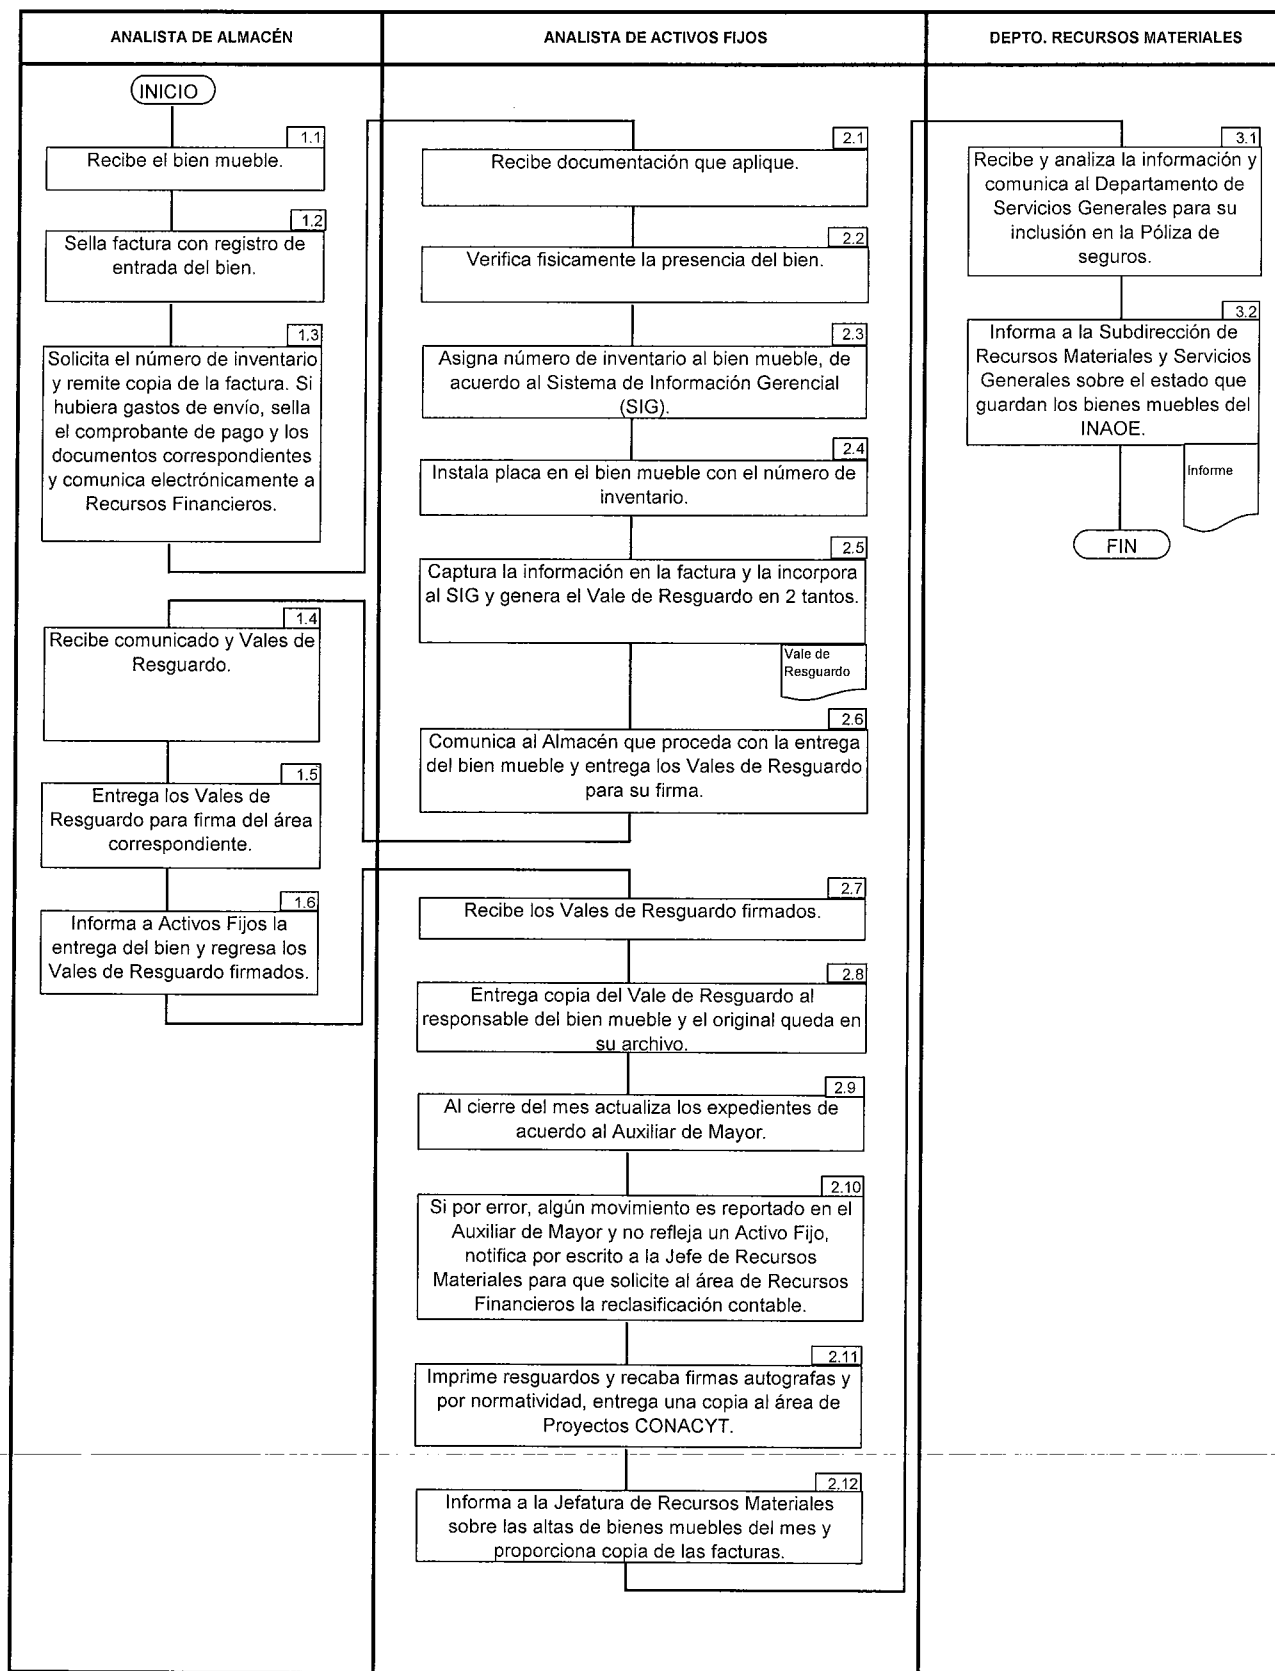 ANALISTA DE ALMACÉN
INICIO
1.1
Recibe el bien mueble.
1.2
Sella factura con registro de
entrada del bien.
1.3
Solicita el número de inventario
y remite copia de la factura. Si
hubiera gastos de envío, sella
el comprobante de pago y los
documentos correspondientes
y comunica electrónicamente a
Recursos Financieros.
1.4
Recibe comunicado y Vales de
Resguardo.
1.5
Entrega los Vales de
Resguardo para firma del área
correspondiente.
1.6
Informa a Activos Fijos la
entrega del bien y regresa los
Vales de Resguardo firmados.
ANALISTA DE ACTIVOS FIJOS
2.1
Recibe documentación que aplique.
2.2
Verifica fisicamente la presencia del bien.
2.3
Asigna número de inventario al bien mueble, de
acuerdo al Sistema de Información Gerencial
(SIG).
2.4
Instala placa en el bien mueble con el número de
inventario.
2.5
Captura la información en la factura y la incorpora
al SIG y genera el Vale de Resguardo en 2 tantos.
Vale de
Resguardo
2.6
Comunica al Almacén que proceda con la entrega
del bien mueble y entrega los Vales de Resguardo
para su firma.
2.7
Recibe los Vales de Resguardo firmados.
2.8
Entrega copia del Vale de Resguardo al
responsable del bien mueble y el original queda en
su archivo.
2.9
Al cierre del mes actualiza los expedientes de
acuerdo al Auxiliar de Mayor.
2.10
Si por error, algún movimiento es reportado en el
Auxiliar de Mayor y no refleja un Activo Fijo,
notifica por escrito a la Jefe de Recursos
Materiales para que solicite al área de Recursos
Financieros la reclasificación contable.
2.11
Imprime resguardos y recaba firmas autografas y
por normatividad, entrega una copia al área de
Proyectos CONACYT.
2.12
Informa a la Jefatura de Recursos Materiales
sobre las altas de bienes muebles del mes y
proporciona copia de las facturas.
DEPTO. RECURSOS MATERIALES
3.1
Recibe y analiza la información y
comunica al Departamento de
Servicios Generales para su
inclusión en la Póliza de
seguros.
3.2
Informa a la Subdirección de
Recursos Materiales y Servicios
Generales sobre el estado que
guardan los bienes muebles del
INAOE.
Informe
FIN